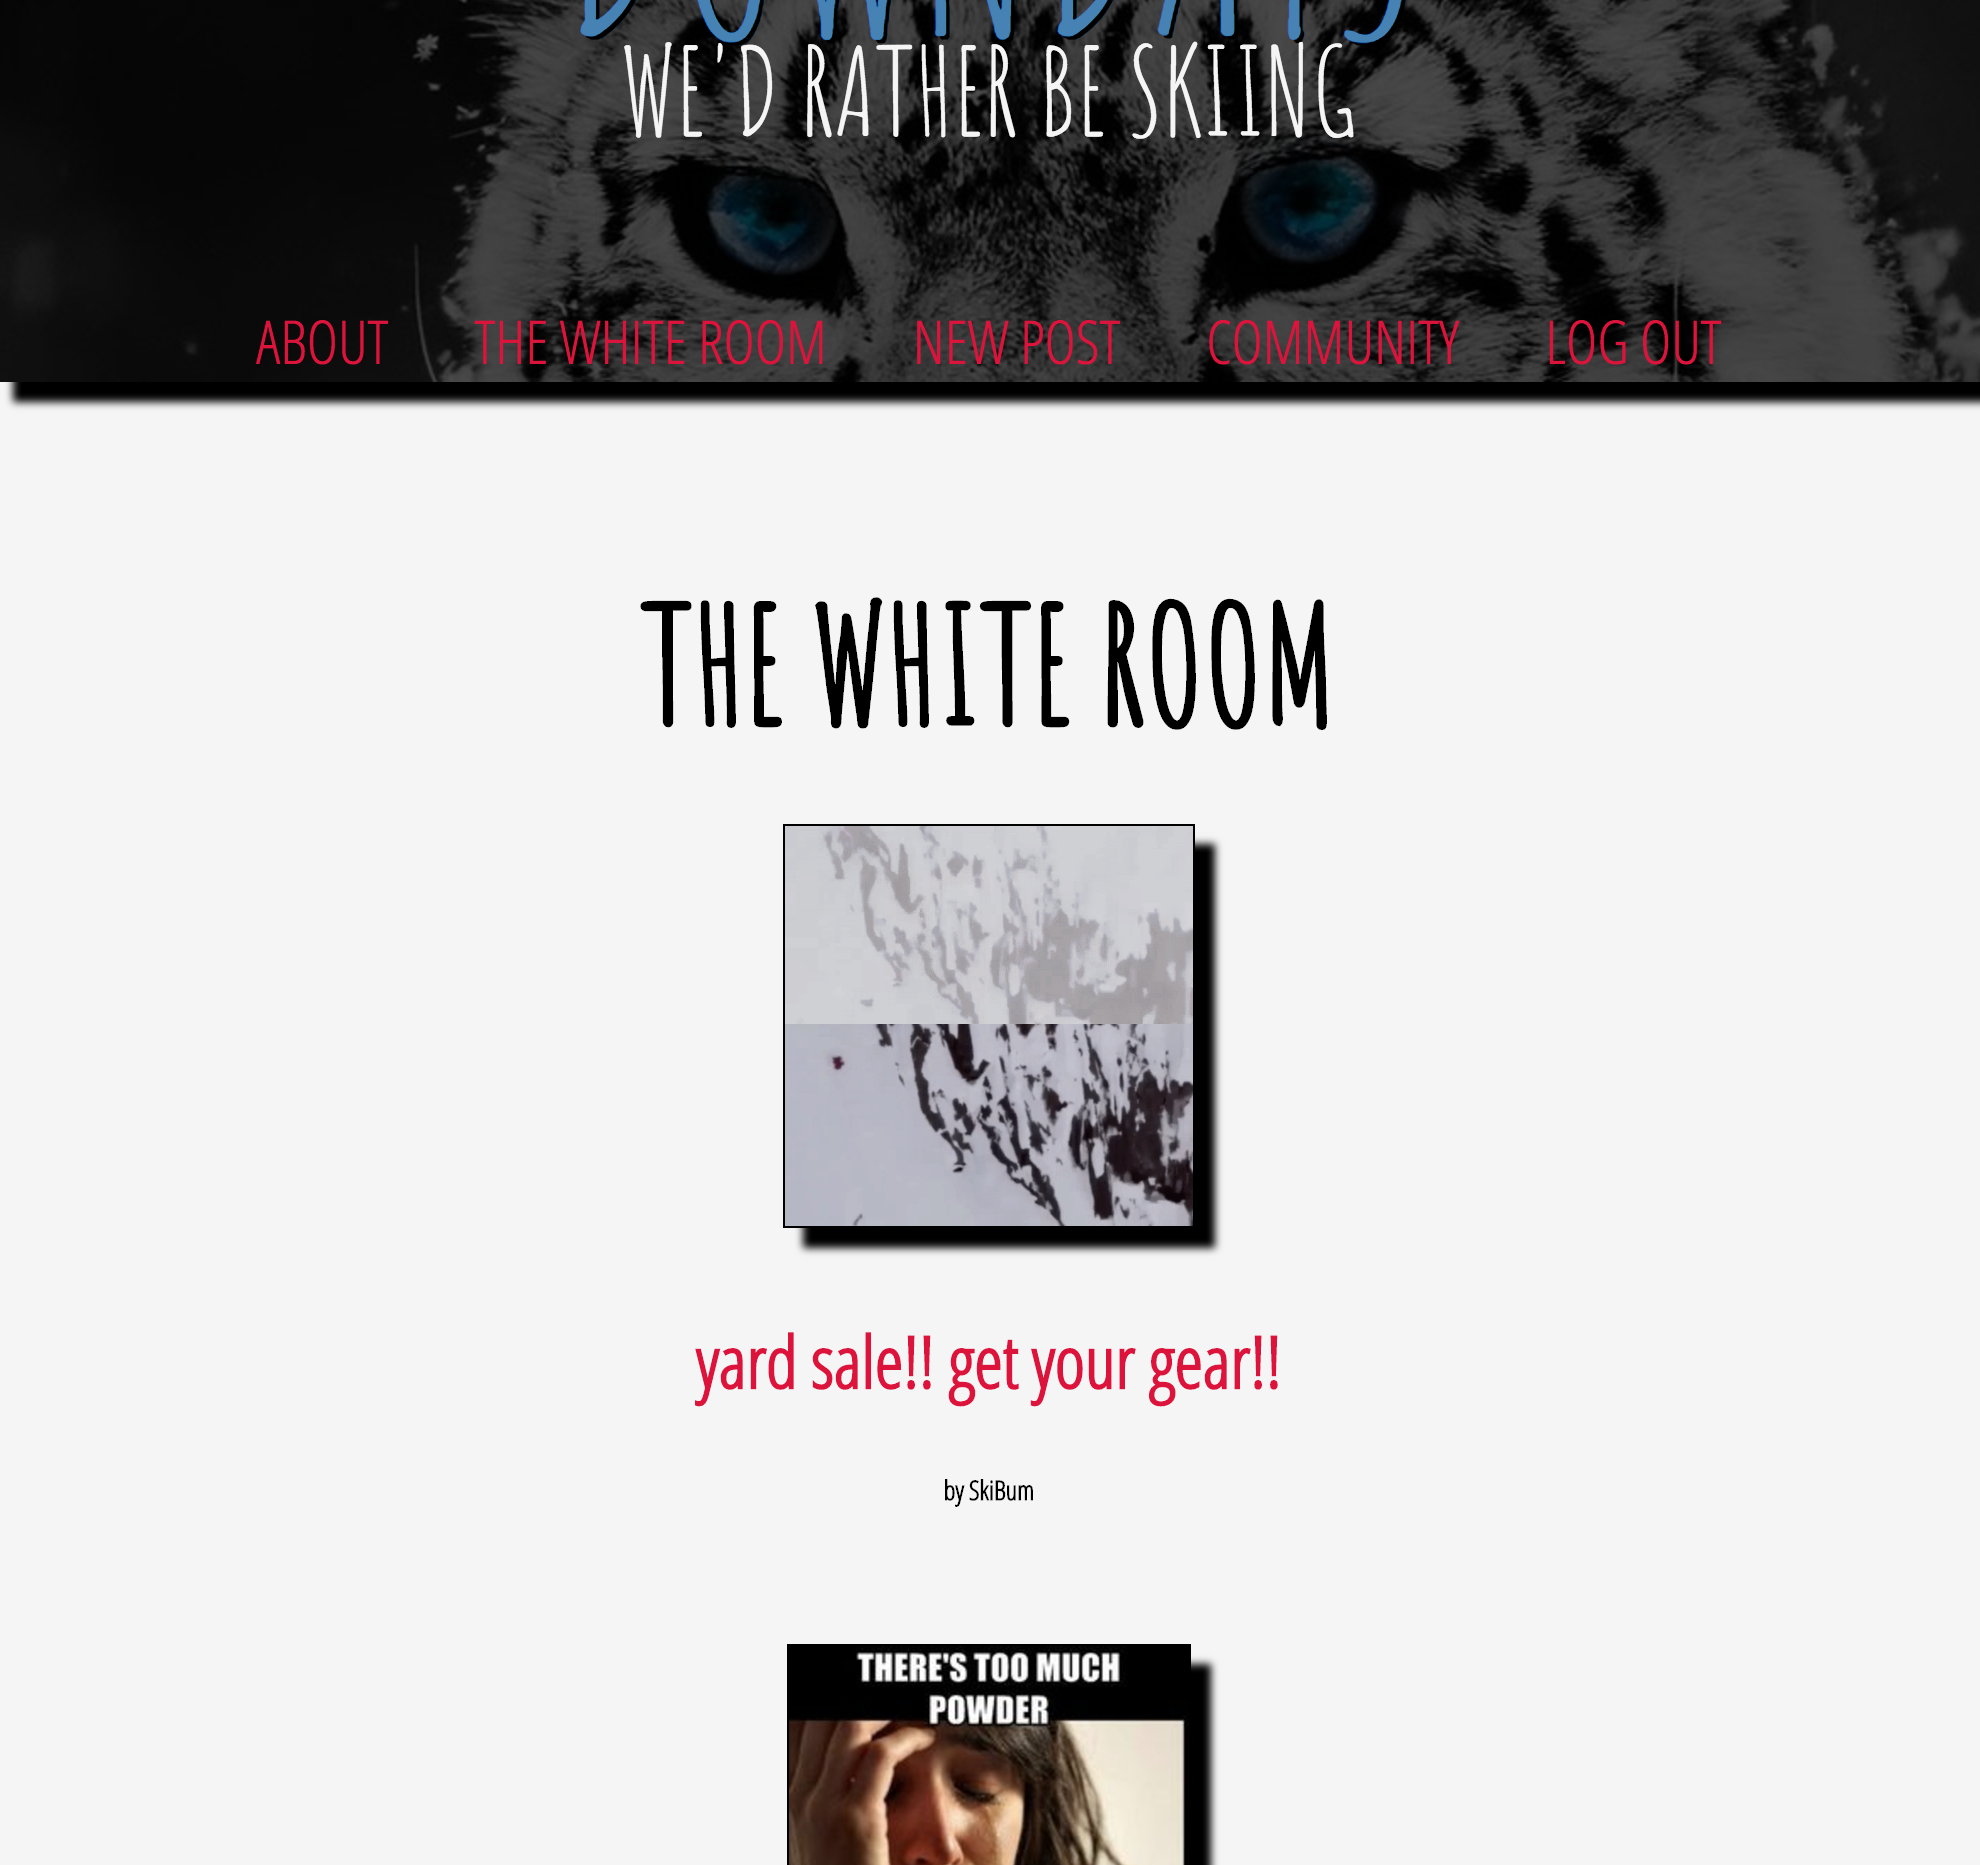 DOWNDAYS
WE'D RATHER BE SKIING
ABOUT THE WHITE ROOM NEW POST COMMUNITY LOG OUT
THE WHITE ROOM
yard sale!! get your gear!!
by SkiBum
THERE'S TOO MUCH
POWDER